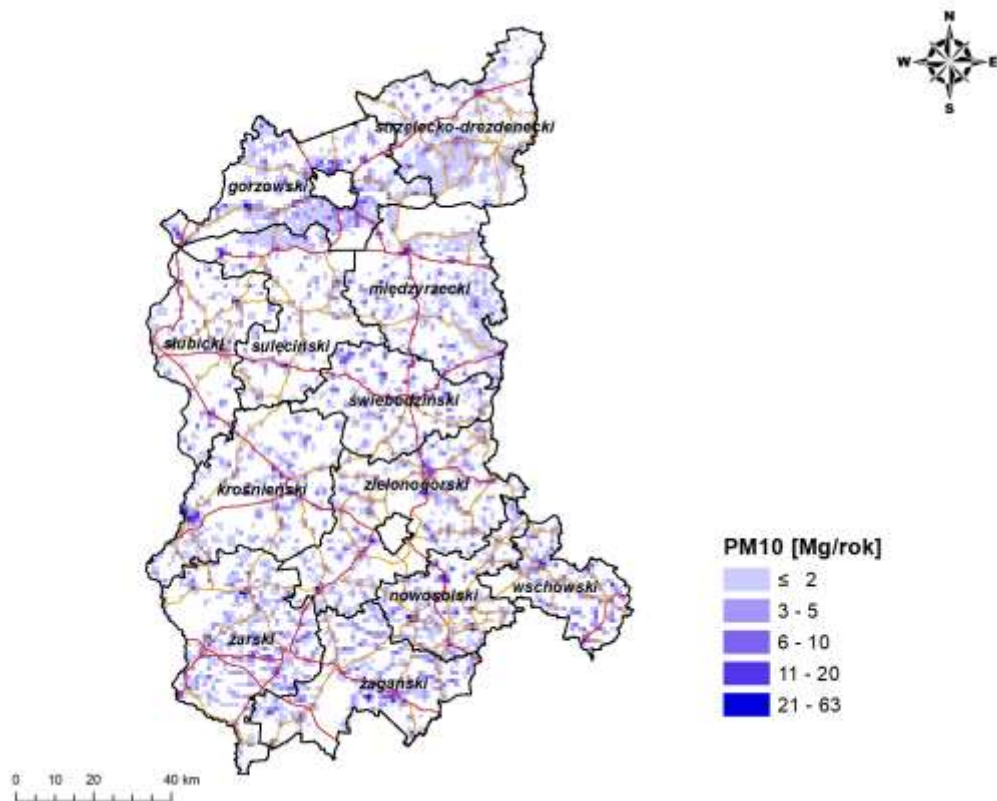 N
W E
S
strzelecko-drezdenecki
gorzowski
międzyrzecki
słubicki
sulęciński
świebodziński
krośnieński
zielonogórski
PM10 [Mg/rok]
≤ 2
3 - 5
6 - 10
11 - 20
21 - 63
wschowski
nowosolski
żarski
żagański
0 10 20 40 km